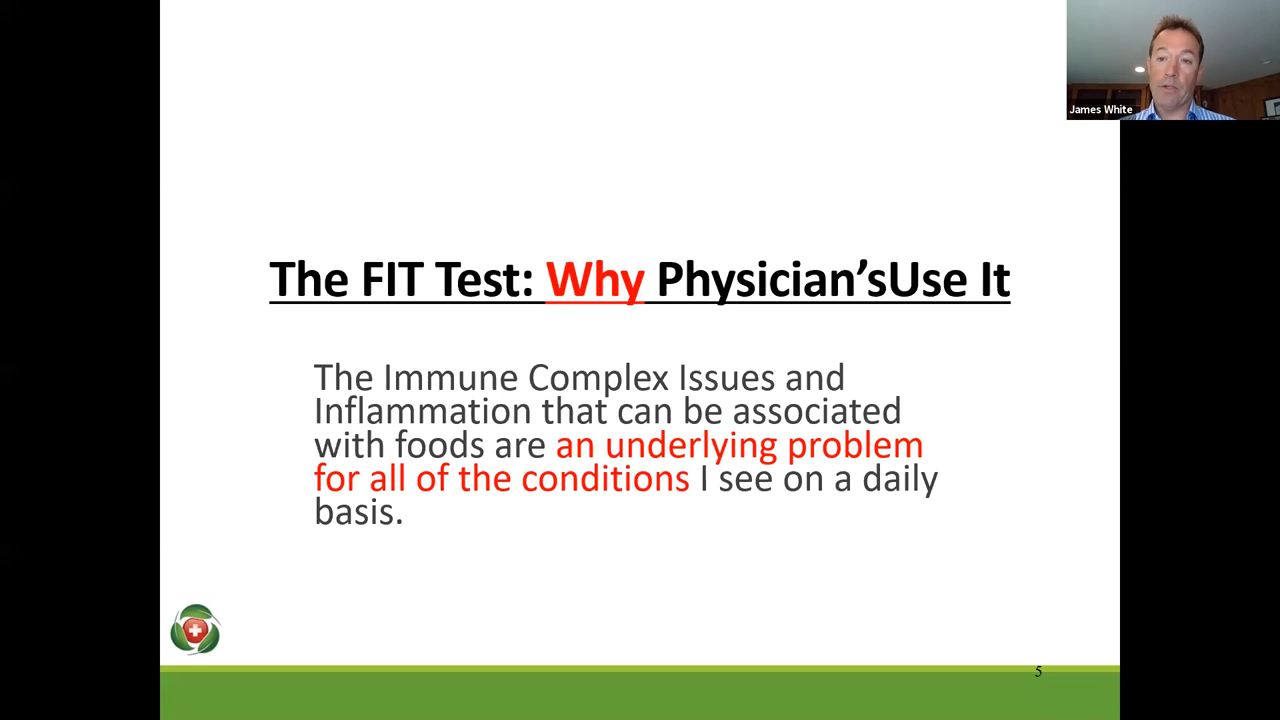 James White
The FIT Test: Why Physician’sUse It
The Immune Complex Issues and
Inflammation that can be associated
with foods are an underlying problem
for all of the conditions I see on a daily
basis.
5